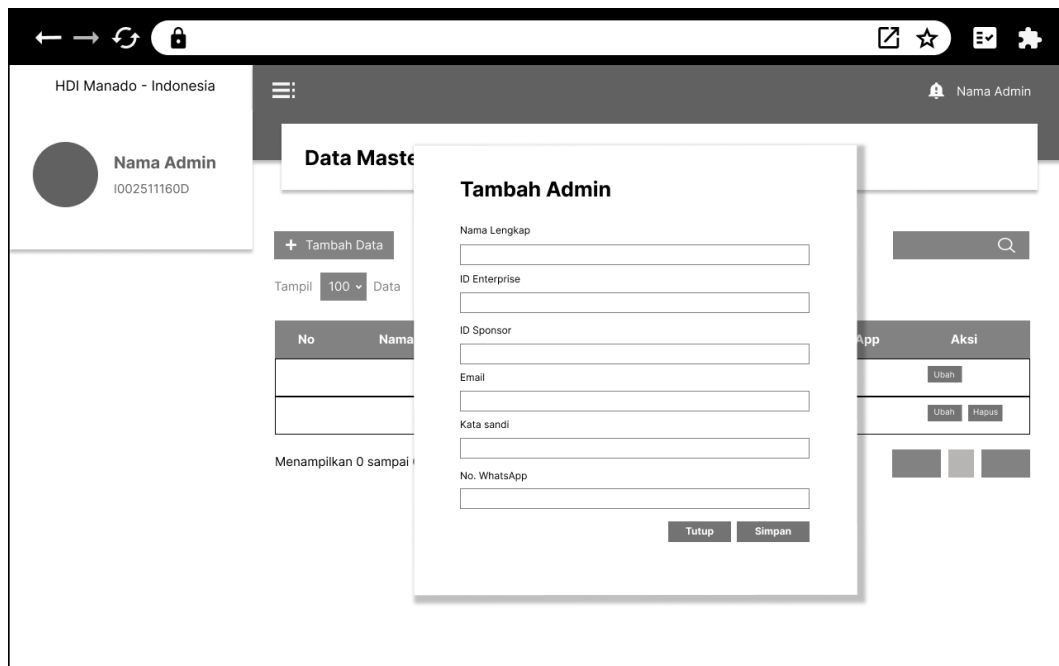 HDI Manado - Indonesia
Nama Admin
Nama Admin
I002511160D
Data Maste
Tambah Admin
Nama Lengkap
+ Tambah Data
ID Enterprise
Tampil 100 Data
ID Sponsor
No Nama App Aksi
Email
Ubah
Kata sandi
Ubah Hapus
Menampilkan 0 sampai
No. WhatsApp
Tutup Simpan